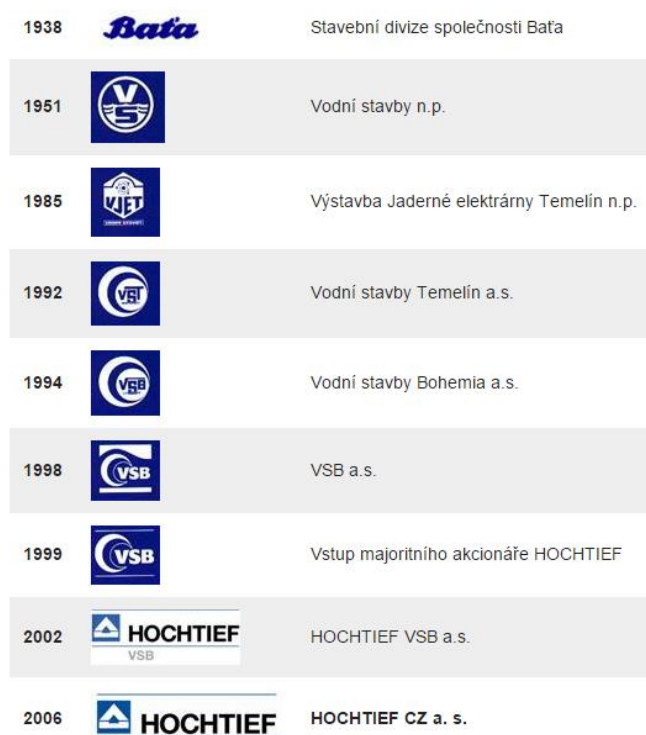 1938 Baťa Stavební divize společnosti Baťa
1951 VS Vodní stavby n.p.
1985 VJET Výstavba Jaderné elektrárny Temelín n.p.
1992 VST Vodní stavby Temelín a.s.
1994 VSB Vodní stavby Bohemia a.s.
1998 VSB VSB a.s.
1999 VSB Vstup majoritního akcionáře HOCHTIEF
2002 HOCHTIEF HOCHTIEF VSB a.s.
VSB
2006 HOCHTIEF HOCHTIEF CZ a. s.